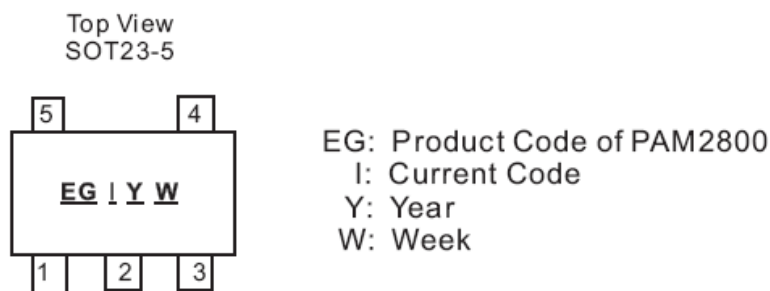 Top View
SOT23-5
5 4
EG I Y W
1 2 3
EG: Product Code of PAM2800
I: Current Code
Y: Year
W: Week